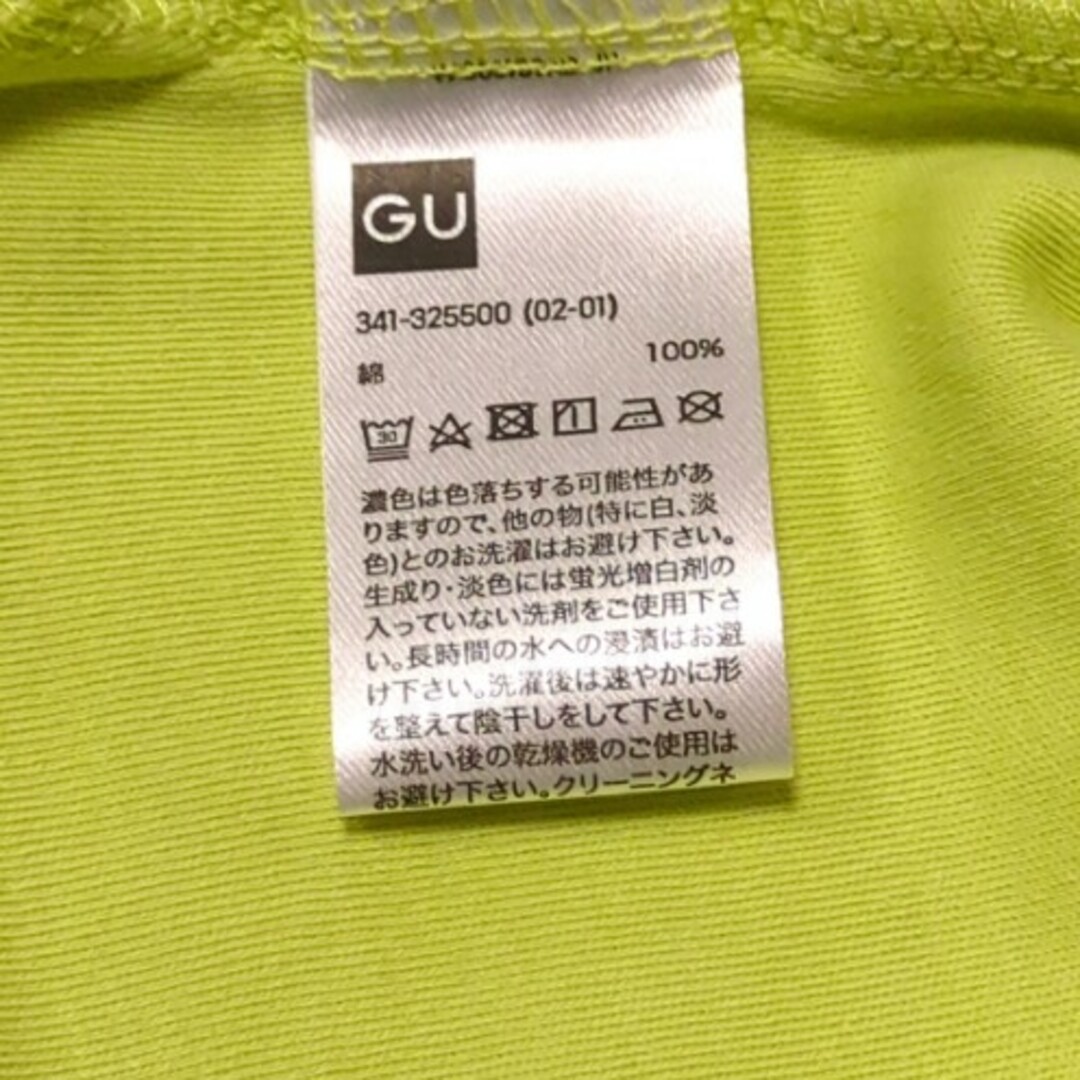 GU
341-325500 (02-01)
綿 100%
30
濃色は色落ちする可能性があ
りますので、他の物(特に白、淡
色)とのお洗濯はお避け下さい。
生成り・淡色には蛍光増白剤の
入っていない洗剤をご使用下さ
い。長時間の水への浸漬はお避
け下さい。洗濯後は速やかに形
を整えて陰干しをして下さい。
水洗い後の乾燥機のご使用は
お避け下さい。クリーニングネ